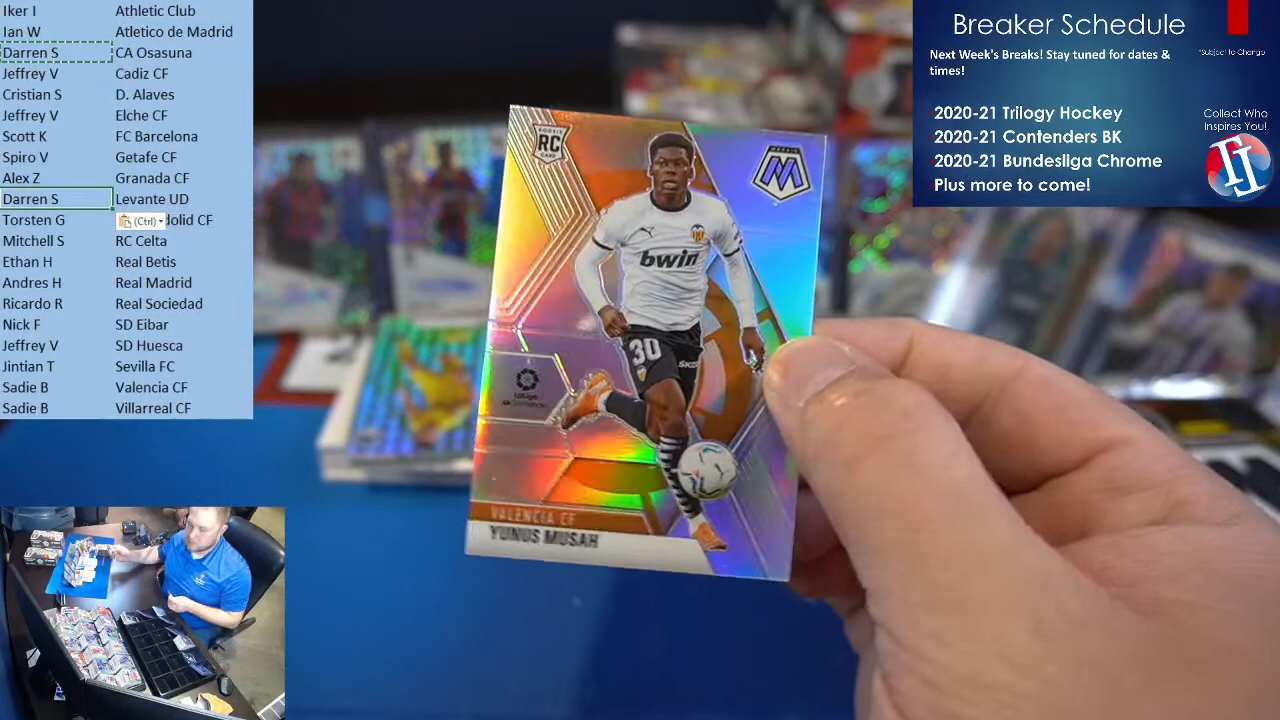 Iker I Athletic Club
Ian W Atletico de Madrid
Darren S CA Osasuna
Jeffrey V Cadiz CF
Cristian S D. Alaves
Jeffrey V Elche CF
Scott K FC Barcelona
Spiro V Getafe CF
Alex Z Granada CF
Darren S Levante UD
Torsten G (Ctrl) dolid CF
Mitchell S RC Celta
Ethan H Real Betis
Andres H Real Madrid
Ricardo R Real Sociedad
Nick F SD Eibar
Jeffrey V SD Huesca
Jintian T Sevilla FC
Sadie B Valencia CF
Sadie B Villarreal CF
ROOKIE
RC
CARD
MOSAIC
bwin
30
LaLiga
Santander
VALENCIA CF
YUNUS MUSAH
Breaker Schedule
Next Week's Breaks! Stay tuned for dates &
times!
*Subject to Change
2020-21 Trilogy Hockey
2020-21 Contenders BK
2020-21 Bundesliga Chrome
Plus more to come!
Collect Who
Inspires You!